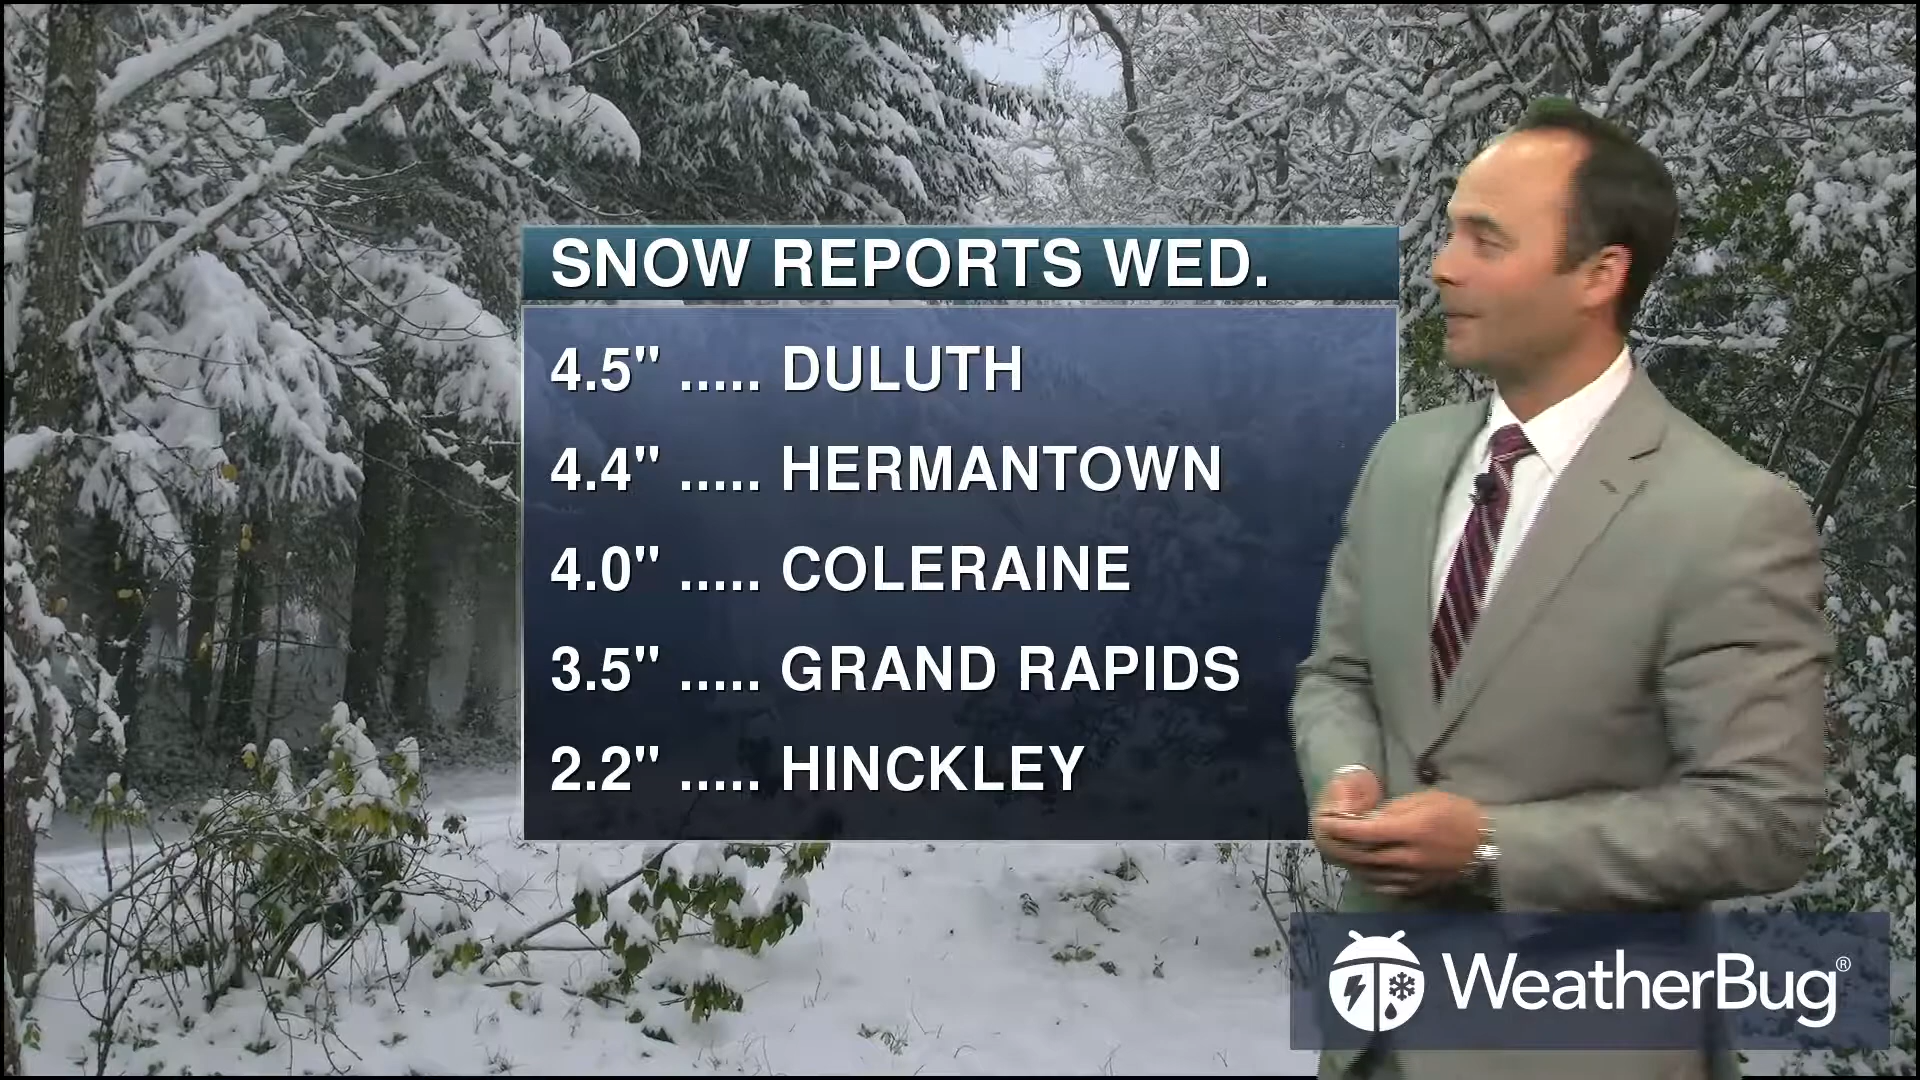 SNOW REPORTS WED.
4.5" ..... DULUTH
4.4" ..... HERMANTOWN
4.0" ..... COLERAINE
3.5" ..... GRAND RAPIDS
2.2" ..... HINCKLEY
WeatherBug®